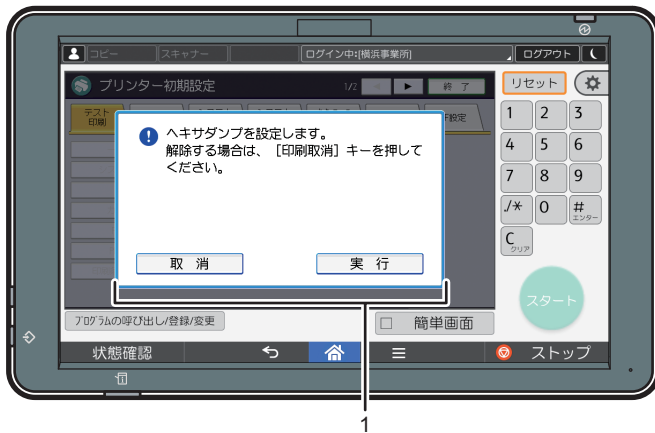 コピー
スキャナー
ログイン中:[横浜事業所]
ログアウト
プリンター初期設定
1/2
終 了
リセット
テスト
印刷
設定
ヘキサダンプを設定します。
解除する場合は、［印刷取消］キーを押して
ください。
取 消
実 行
1
2
3
4
5
6
7
8
9
./*
0
#
エンター
C
クリア
スタート
プログラムの呼び出し/登録/変更
簡単画面
状態確認
ストップ
1